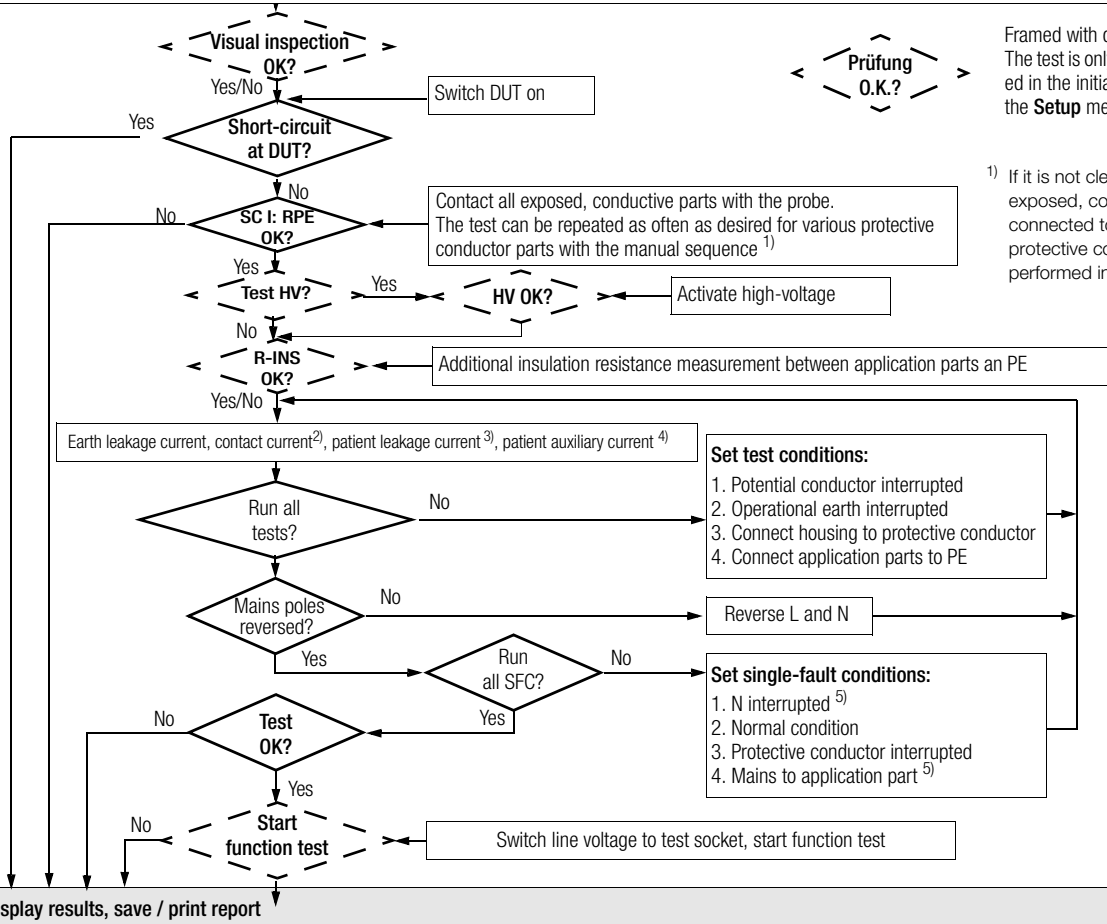 Visual inspection
OK?
Yes/No
Switch DUT on
Prüfung
O.K.?
Framed with
The test is only
ed in the initia
the Setup me
Yes
Short-circuit
at DUT?
No
1) If it is not cle
exposed, co
connected to
protective co
performed in
No
SC I: RPE
OK?
Contact all exposed, conductive parts with the probe.
The test can be repeated as often as desired for various protective
conductor parts with the manual sequence 1)
Yes
Test HV?
Yes
HV OK?
Activate high-voltage
No
R-INS
OK?
Additional insulation resistance measurement between application parts an PE
Yes/No
Earth leakage current, contact current2), patient leakage current 3), patient auxiliary current 4)
Run all
tests?
No
Set test conditions:
1. Potential conductor interrupted
2. Operational earth interrupted
3. Connect housing to protective conductor
4. Connect application parts to PE
Mains poles
reversed?
No
Reverse L and N
Yes
Run
all SFC?
No
Set single-fault conditions:
1. N interrupted 5)
2. Normal condition
3. Protective conductor interrupted
4. Mains to application part 5)
Yes
No
Test
OK?
Yes
No
Start
function test
Switch line voltage to test socket, start function test
splay results, save / print report